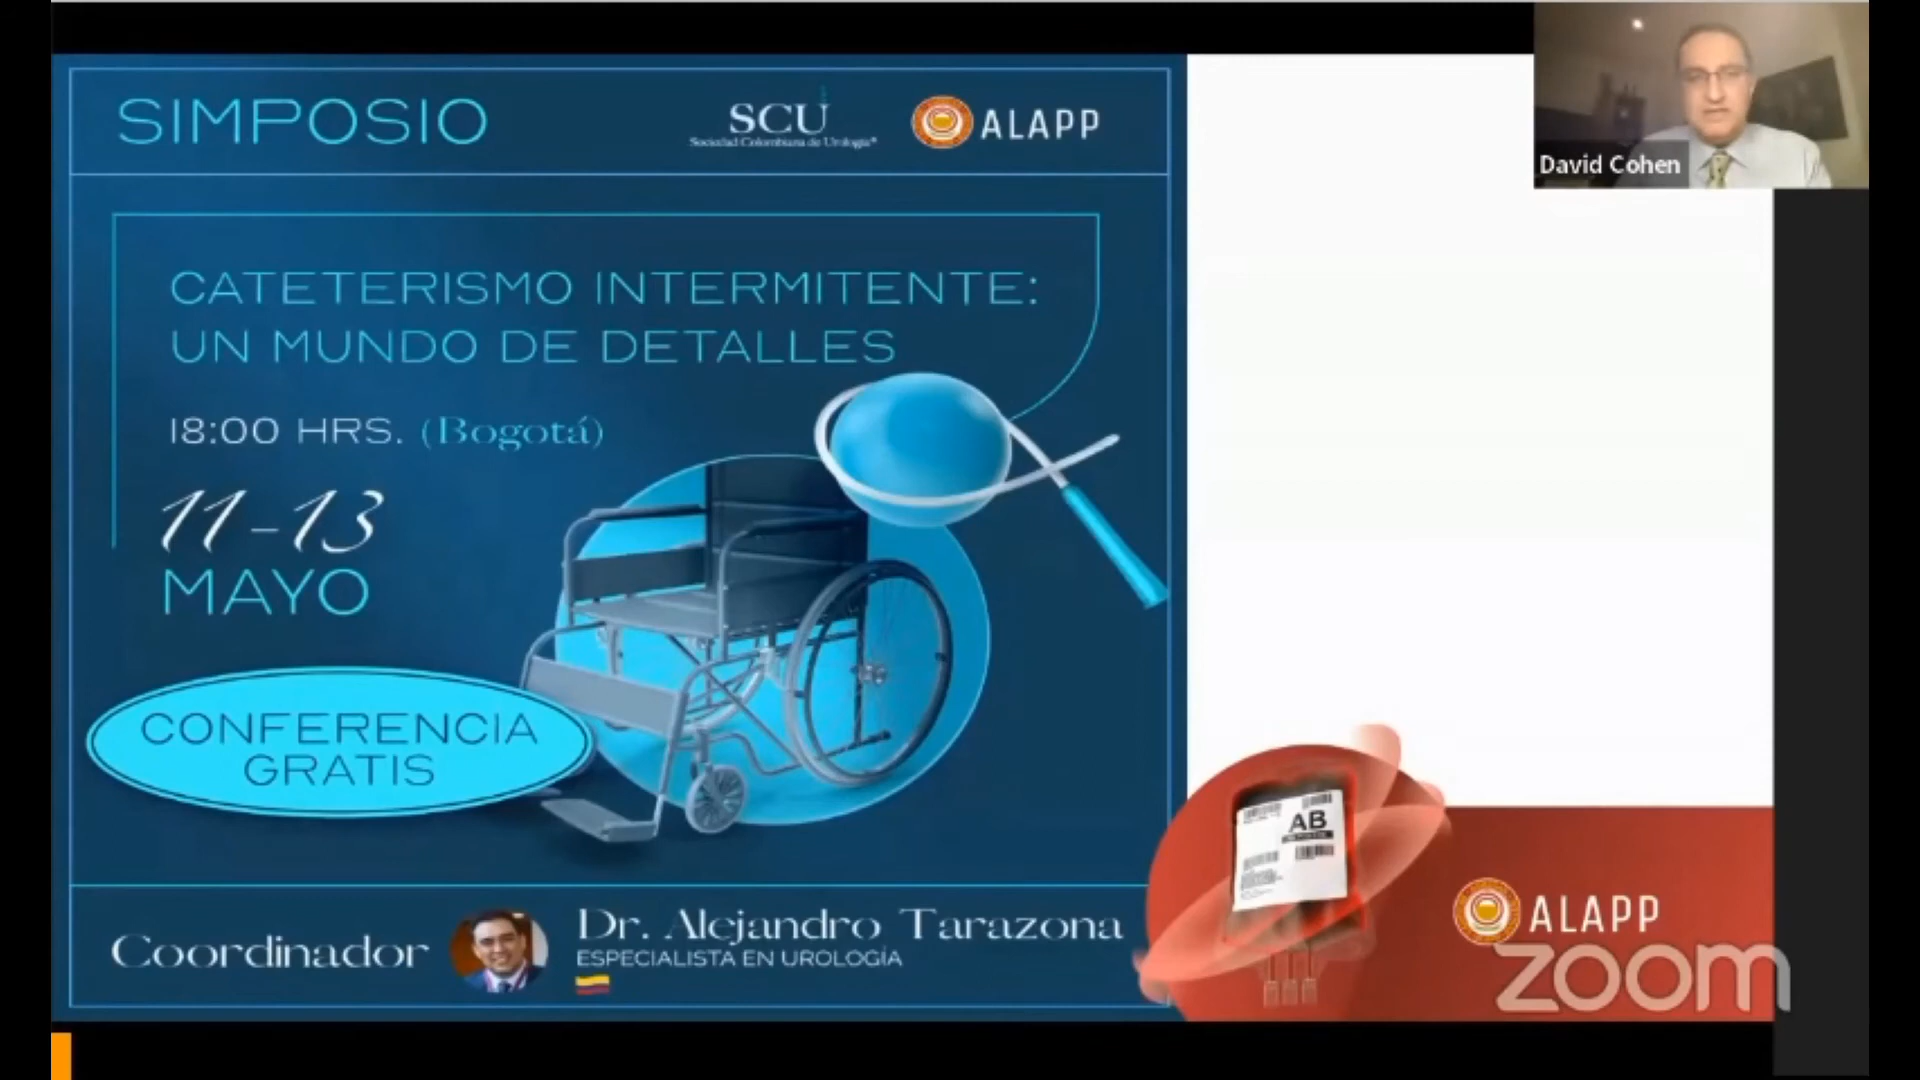 SIMPOSIO
SCU
Sociedad Colombiana de Urología®
ALAPP
David Cohen
CATETERISMO INTERMITENTE:
UN MUNDO DE DETALLES
18:00 HRS. (Bogotá)
11-13
MAYO
CONFERENCIA
GRATIS
AB
Coordinador
Dr. Alejandro Tarazona
ESPECIALISTA EN UROLOGÍA
ALAPP
zoom